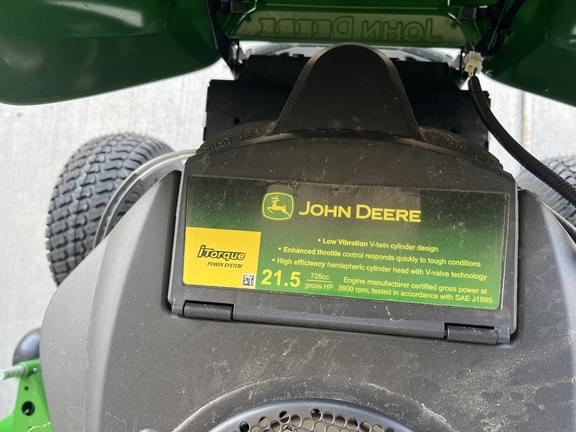 JOHN DEERE
JOHN DEERE
• Low Vibration V-twin cylinder design
• Enhanced throttle control responds quickly to tough conditions
• High efficiency hemispheric cylinder head with V-valve technology
iTorque
POWER SYSTEM
21.5 726cc gross HP
Engine manufacturer certified gross power at
3600 rpm, tested in accordance with SAE J1995